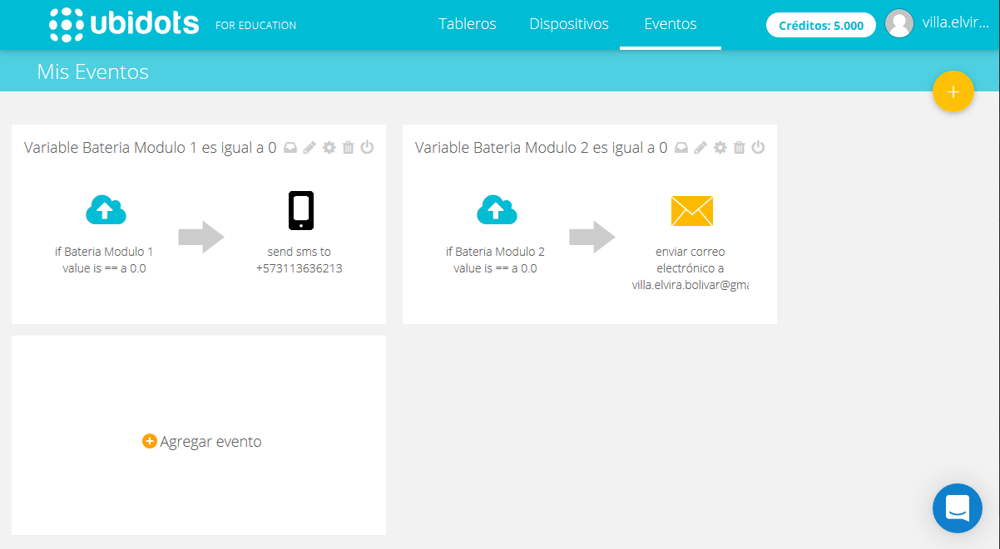 ubidots FOR EDUCATION
Tableros
Dispositivos
Eventos
Créditos: 5.000
villa.elvir...
Mis Eventos
Variable Bateria Modulo 1 es igual a 0
if Bateria Modulo 1
value is == a 0.0
send sms to
+573113636213
Variable Bateria Modulo 2 es igual a 0
if Bateria Modulo 2
value is == a 0.0
enviar correo
electrónico a
villa.elvira.bolivar@gma
Agregar evento